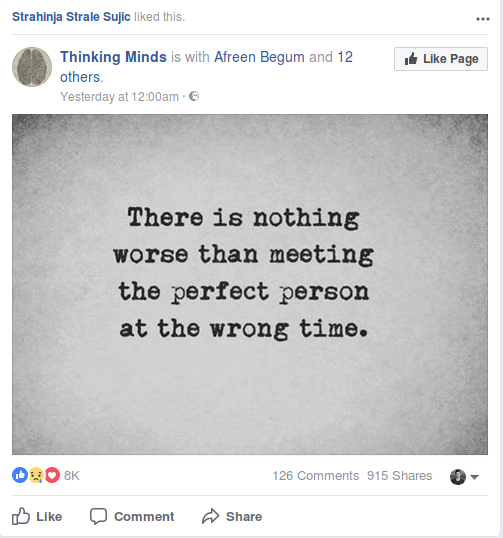 Strahinja Strale Sujic liked this.
Thinking Minds is with Afreen Begum and 12
others.
Like Page
Yesterday at 12:00am ·
There is nothing
worse than meeting
the perfect person
at the wrong time.
8K
126 Comments 915 Shares
Like Comment Share